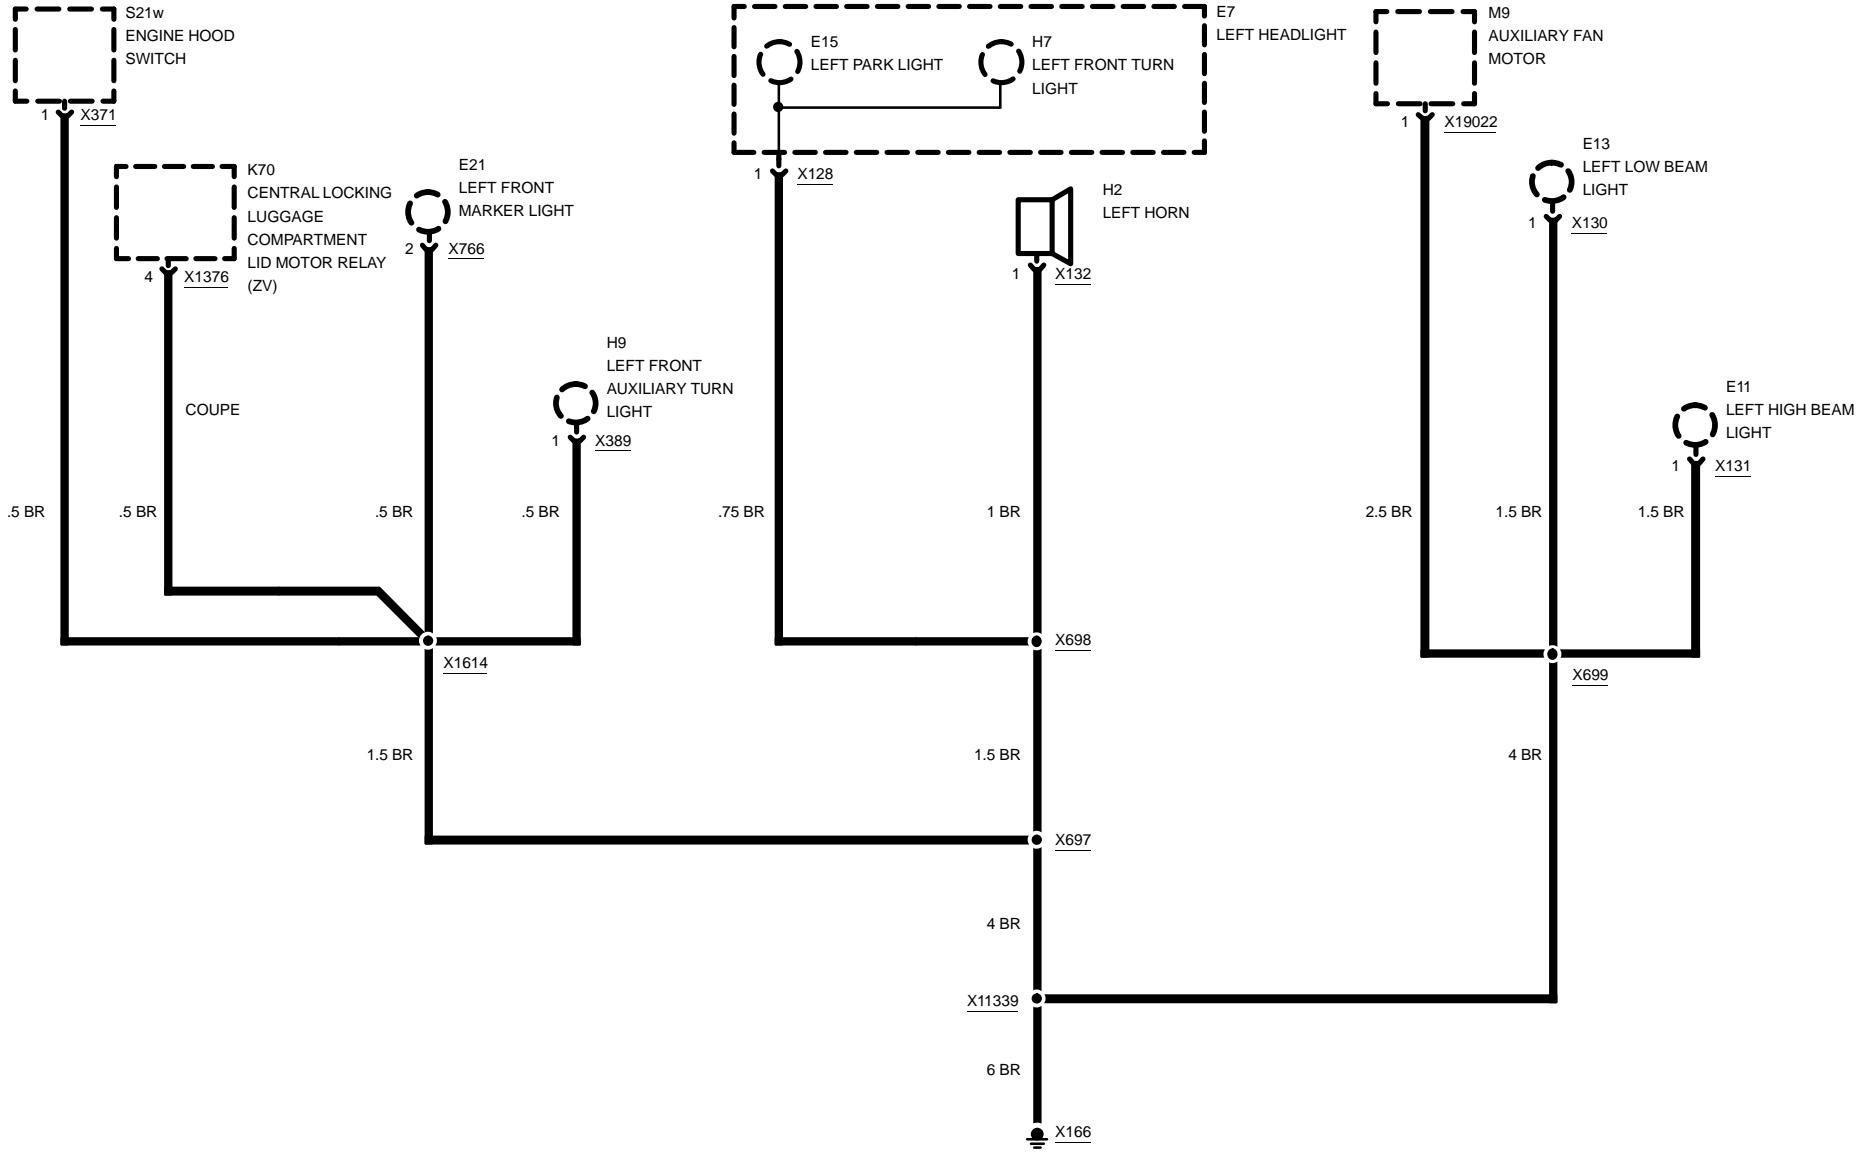 S21w
ENGINE HOOD
SWITCH
1 X371
E7
LEFT HEADLIGHT
E15
LEFT PARK LIGHT
H7
LEFT FRONT TURN
LIGHT
1 X128
M9
AUXILIARY FAN
MOTOR
1 X19022
K70
CENTRAL LOCKING
LUGGAGE
COMPARTMENT
LID MOTOR RELAY
(ZV)
4 X1376
E21
LEFT FRONT
MARKER LIGHT
2 X766
H2
LEFT HORN
1 X132
E13
LEFT LOW BEAM
LIGHT
1 X130
H9
LEFT FRONT
AUXILIARY TURN
LIGHT
1 X389
E11
LEFT HIGH BEAM
LIGHT
1 X131
COUPE
.5 BR
.5 BR
.5 BR
.5 BR
.75 BR
1 BR
2.5 BR
1.5 BR
1.5 BR
X1614
X698
X699
1.5 BR
1.5 BR
4 BR
X697
4 BR
X11339
6 BR
X166